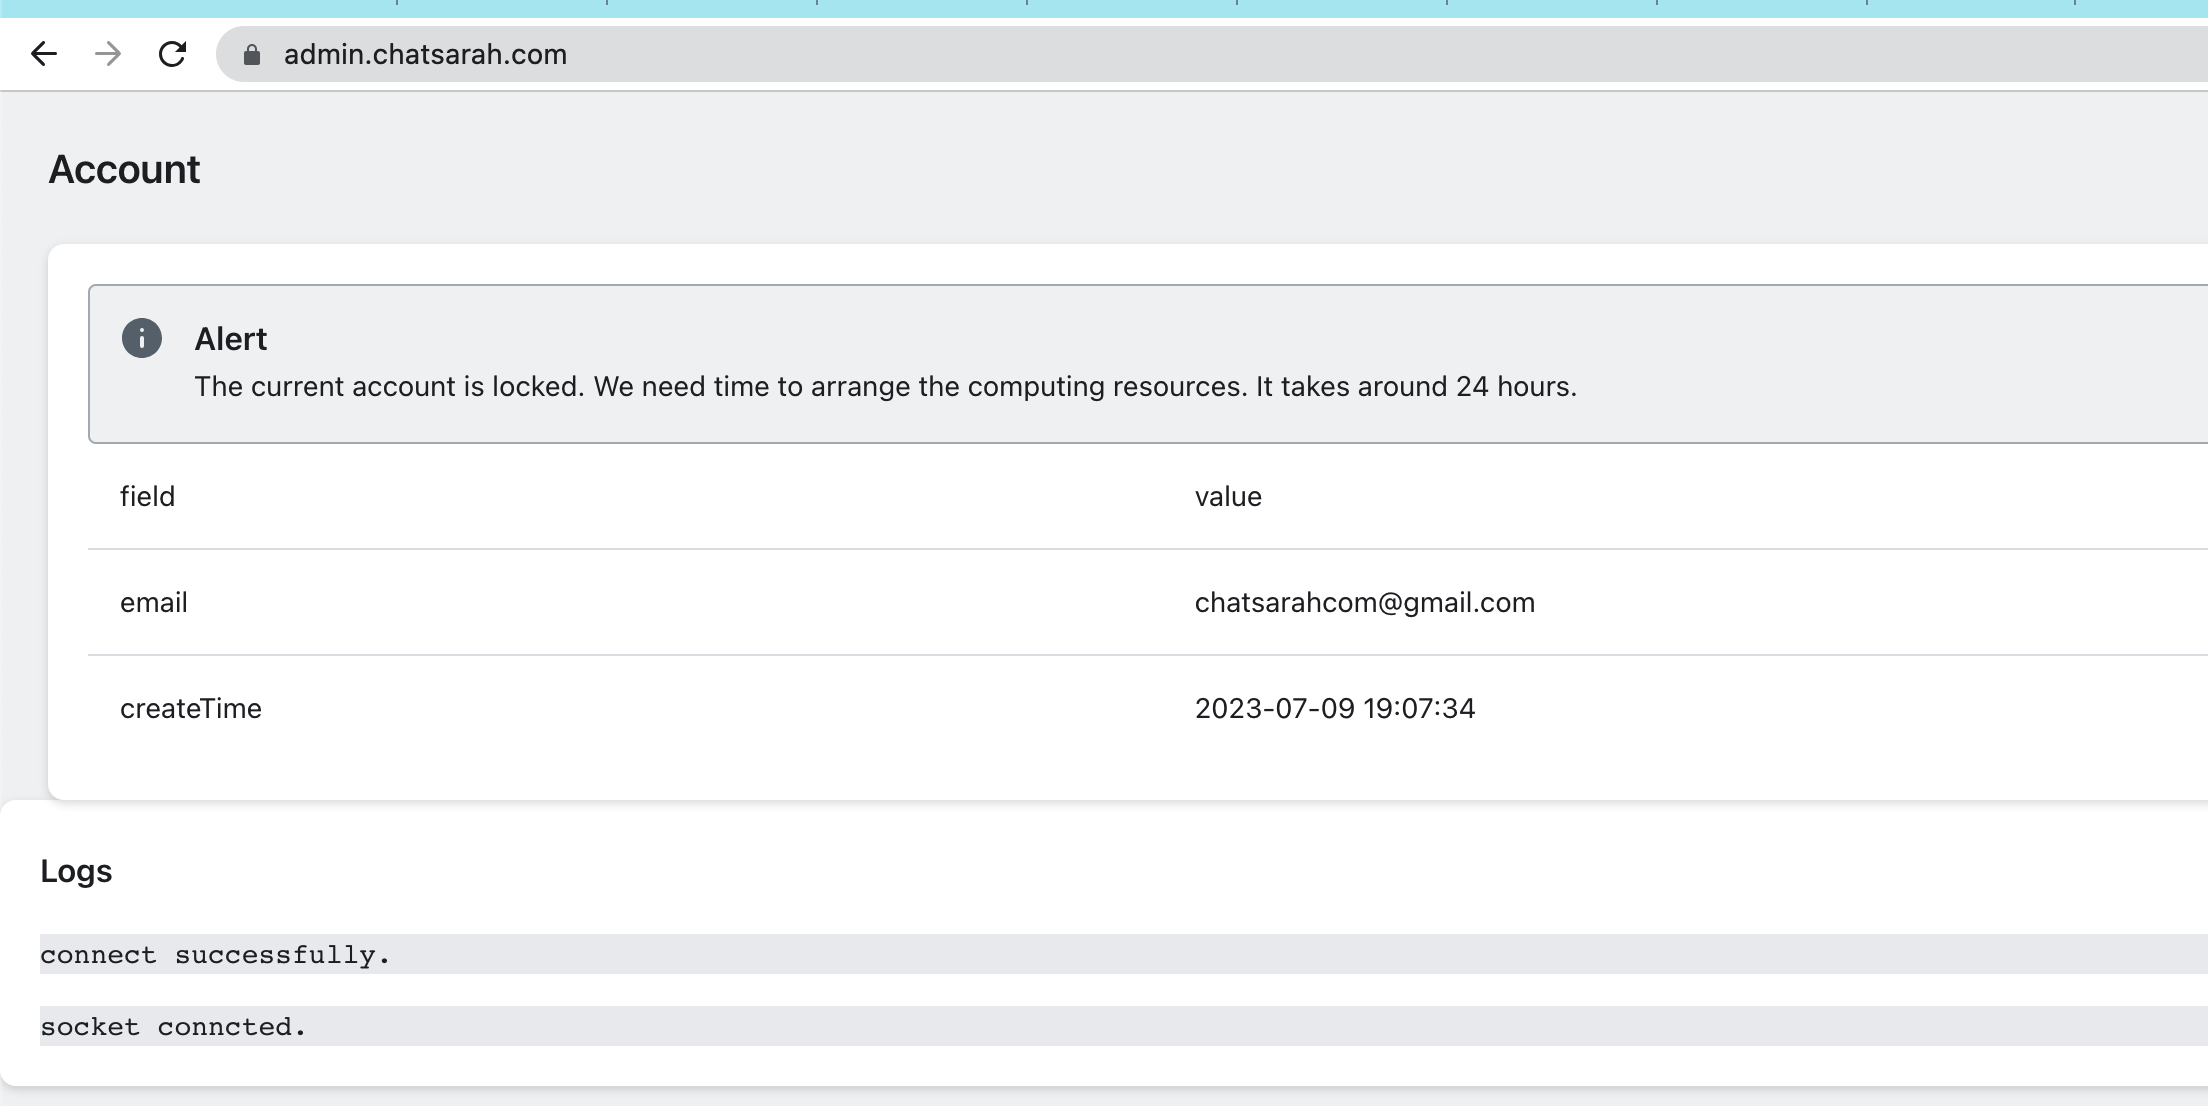 admin.chatsarah.com
Account
Alert
The current account is locked. We need time to arrange the computing resources. It takes around 24 hours.
field value
email chatsarahcom@gmail.com
createTime 2023-07-09 19:07:34
Logs
connect successfully.
socket conncted.